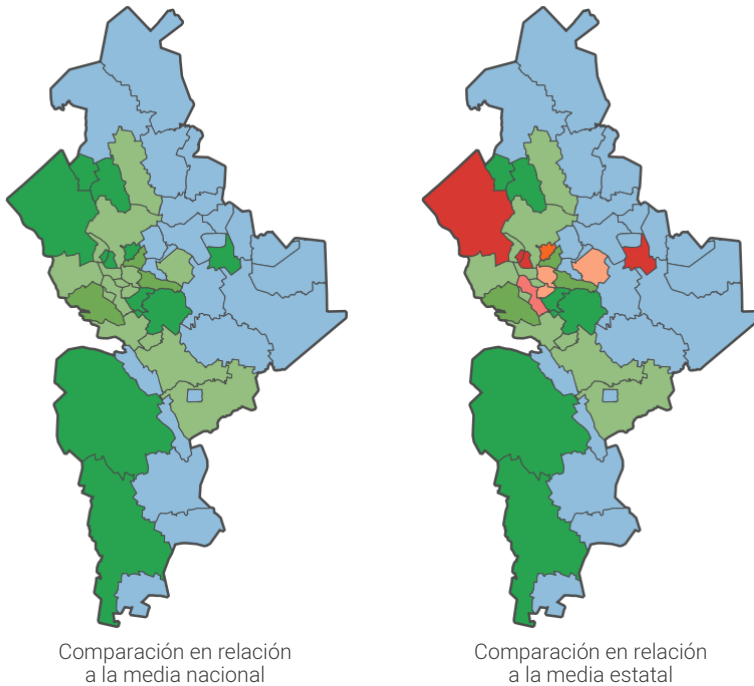 Comparación en relación
a la media nacional
Comparación en relación
a la media estatal